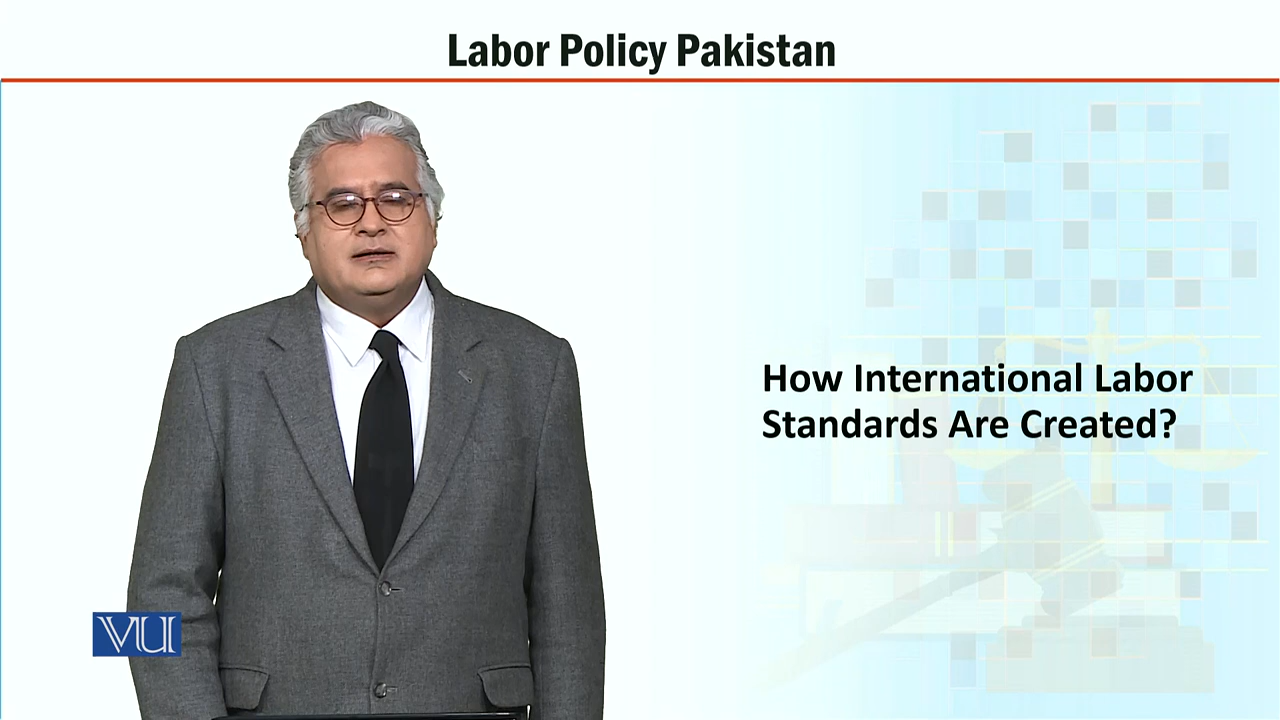 Labor Policy Pakistan
How International Labor
Standards Are Created?
VU